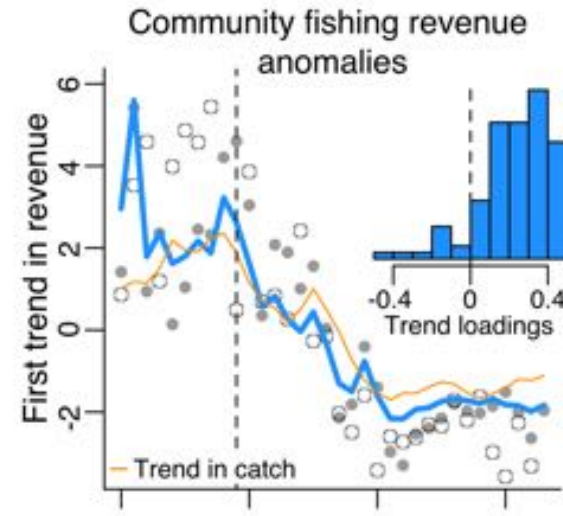 Community fishing revenue
anomalies
First trend in revenue
6
4
2
0
-2
-0.4 0 0.4
Trend loadings
Trend in catch